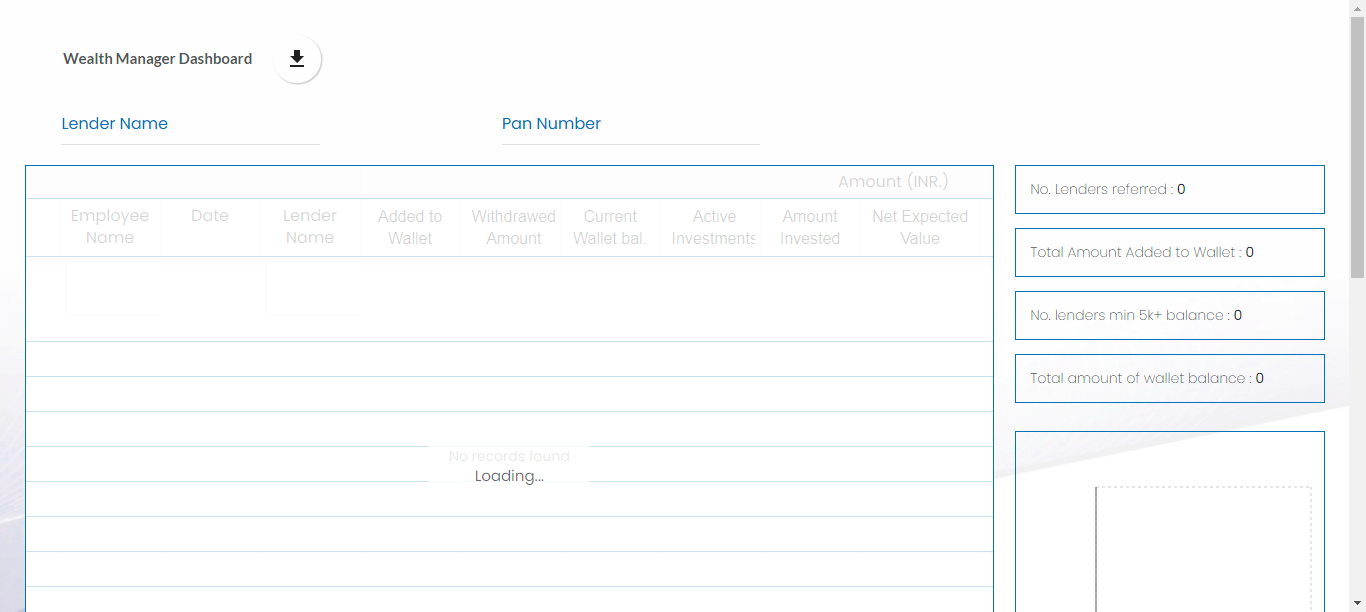 Wealth Manager Dashboard
Lender Name
Pan Number
Amount (INR.)
Employee Name
Date
Lender Name
Added to Wallet
Withdrawed Amount
Current Wallet bal.
Active Investments
Amount Invested
Net Expected Value
No records found
Loading...
No. Lenders referred : 0
Total Amount Added to Wallet : 0
No. lenders min 5k+ balance : 0
Total amount of wallet balance : 0